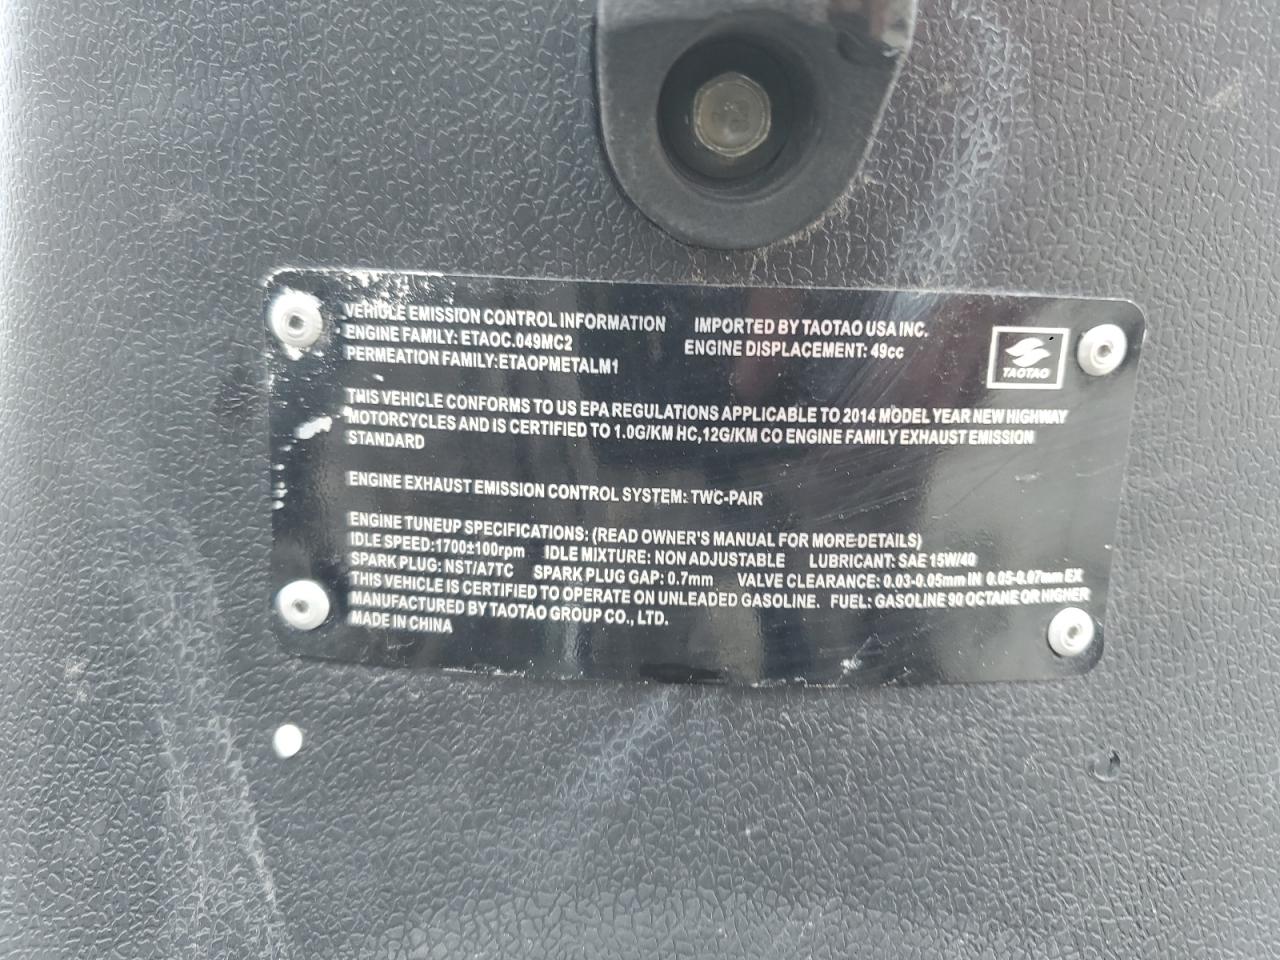 VEHICLE EMISSION CONTROL INFORMATION IMPORTED BY TAOTAO USA INC.
ENGINE FAMILY: ETAOC.049MC2 ENGINE DISPLACEMENT: 49cc
PERMEATION FAMILY:ETAOPMETALM1
TAOTAO
THIS VEHICLE CONFORMS TO US EPA REGULATIONS APPLICABLE TO 2014 MODEL YEAR NEW HIGHWAY
MOTORCYCLES AND IS CERTIFIED TO 1.0G/KM HC,12G/KM CO ENGINE FAMILY EXHAUST EMISSION
STANDARD
ENGINE EXHAUST EMISSION CONTROL SYSTEM: TWC-PAIR
ENGINE TUNEUP SPECIFICATIONS: (READ OWNER'S MANUAL FOR MORE DETAILS)
IDLE SPEED:1700±100rpm IDLE MIXTURE: NON ADJUSTABLE LUBRICANT: SAE 15W/40
SPARK PLUG: NST/A7TC SPARK PLUG GAP: 0.7mm VALVE CLEARANCE: 0.03-0.05mm IN 0.05-0.07mm EX
THIS VEHICLE IS CERTIFIED TO OPERATE ON UNLEADED GASOLINE. FUEL: GASOLINE 90 OCTANE OR HIGHER
MANUFACTURED BY TAOTAO GROUP CO., LTD.
MADE IN CHINA